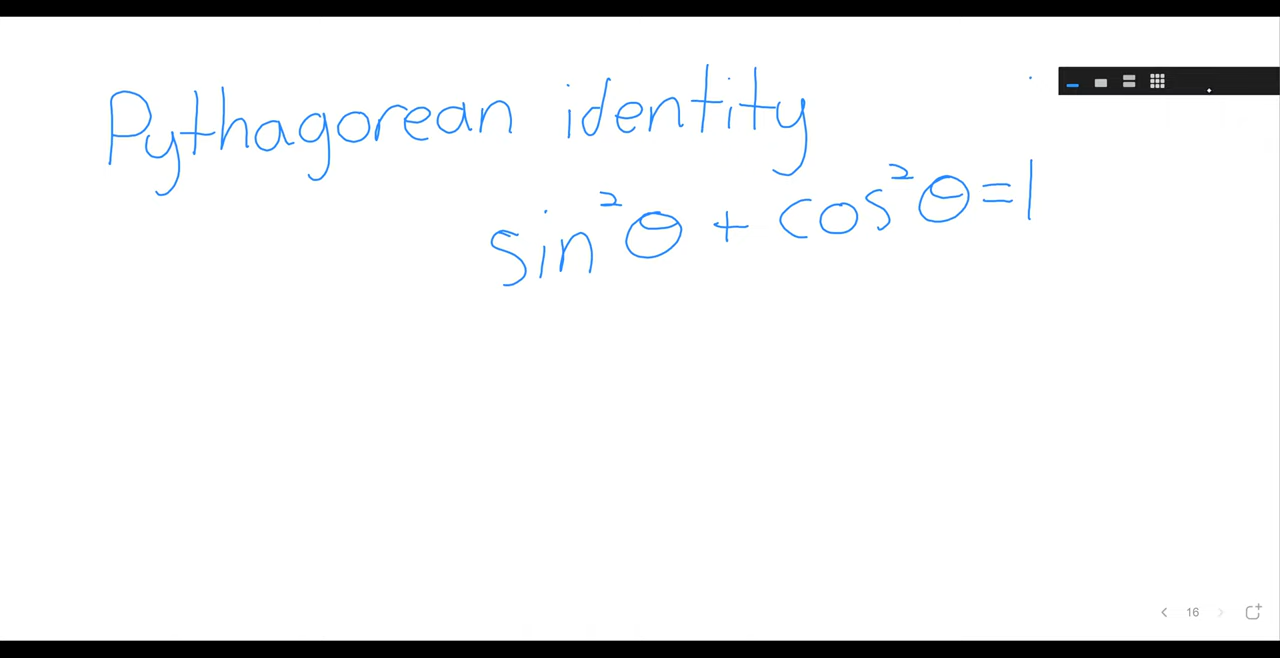 Pythagorean identity
sin²θ + cos²θ = 1
16